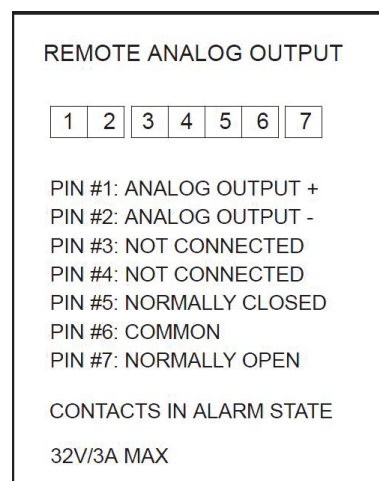 REMOTE ANALOG OUTPUT
1 2 3 4 5 6 7
PIN #1: ANALOG OUTPUT +
PIN #2: ANALOG OUTPUT -
PIN #3: NOT CONNECTED
PIN #4: NOT CONNECTED
PIN #5: NORMALLY CLOSED
PIN #6: COMMON
PIN #7: NORMALLY OPEN
CONTACTS IN ALARM STATE
32V/3A MAX